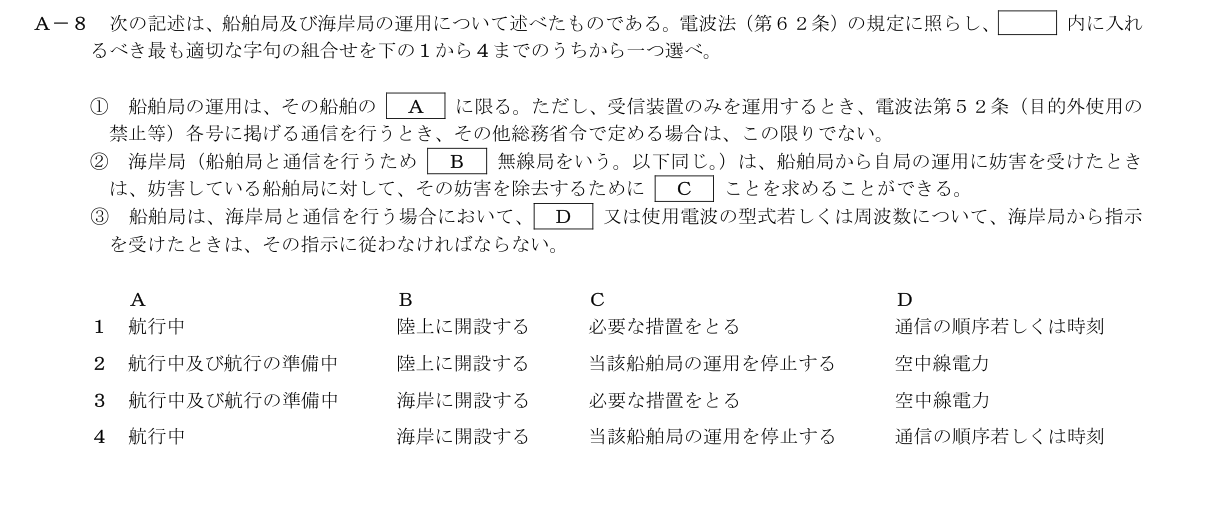 A－8　次の記述は、船舶局及び海岸局の運用について述べたものである。電波法（第６２条）の規定に照らし、　　　内に入れ
るべき最も適切な字句の組合せを下の１から４までのうちから一つ選べ。
①　船舶局の運用は、その船舶の A に限る。ただし、受信装置のみを運用するとき、電波法第５２条（目的外使用の
禁止等）各号に掲げる通信を行うとき、その他総務省令で定める場合は、この限りでない。
②　海岸局（船舶局と通信を行うため B 無線局をいう。以下同じ。）は、船舶局から自局の運用に妨害を受けたとき
は、妨害している船舶局に対して、その妨害を除去するために C ことを求めることができる。
③　船舶局は、海岸局と通信を行う場合において、 D 又は使用電波の型式若しくは周波数について、海岸局から指示
を受けたときは、その指示に従わなければならない。
A B C D
1 航行中 陸上に開設する 必要な措置をとる 通信の順序若しくは時刻
2 航行中及び航行の準備中 陸上に開設する 当該船舶局の運用を停止する 空中線電力
3 航行中及び航行の準備中 海岸に開設する 必要な措置をとる 空中線電力
4 航行中 海岸に開設する 当該船舶局の運用を停止する 通信の順序若しくは時刻